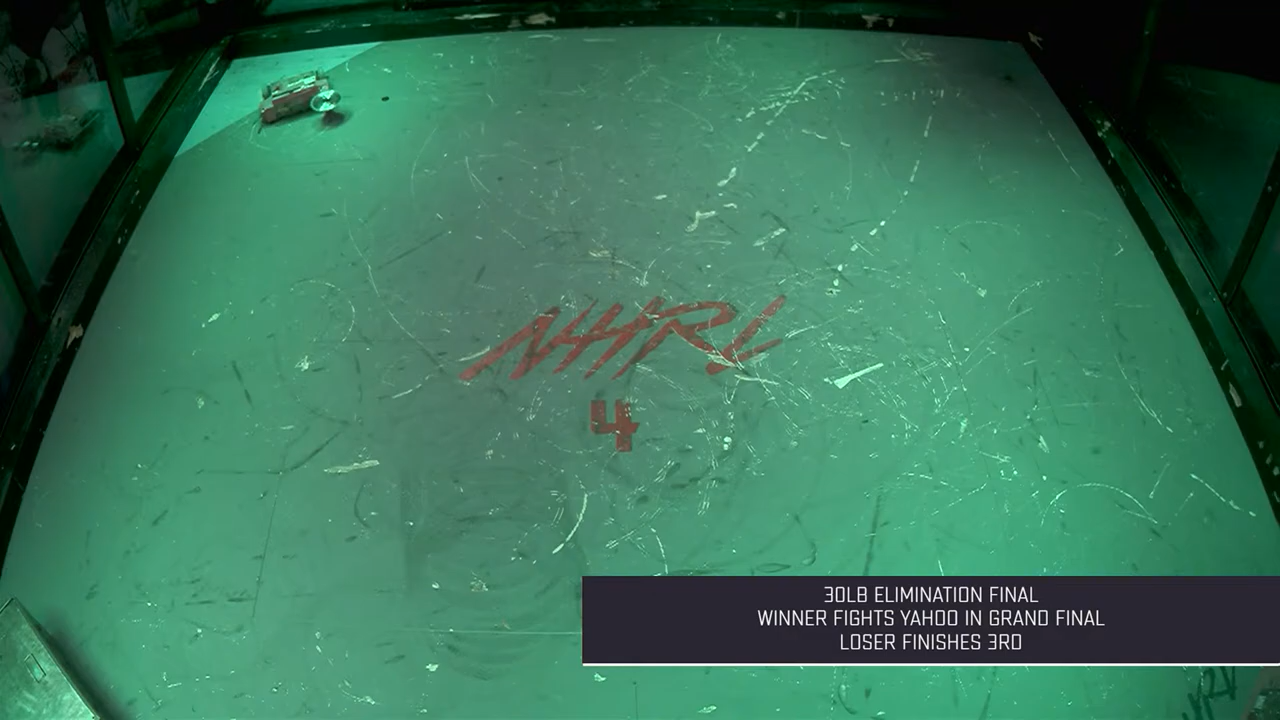 NHRL
4
30LB ELIMINATION FINAL
WINNER FIGHTS YAHOO IN GRAND FINAL
LOSER FINISHES 3RD